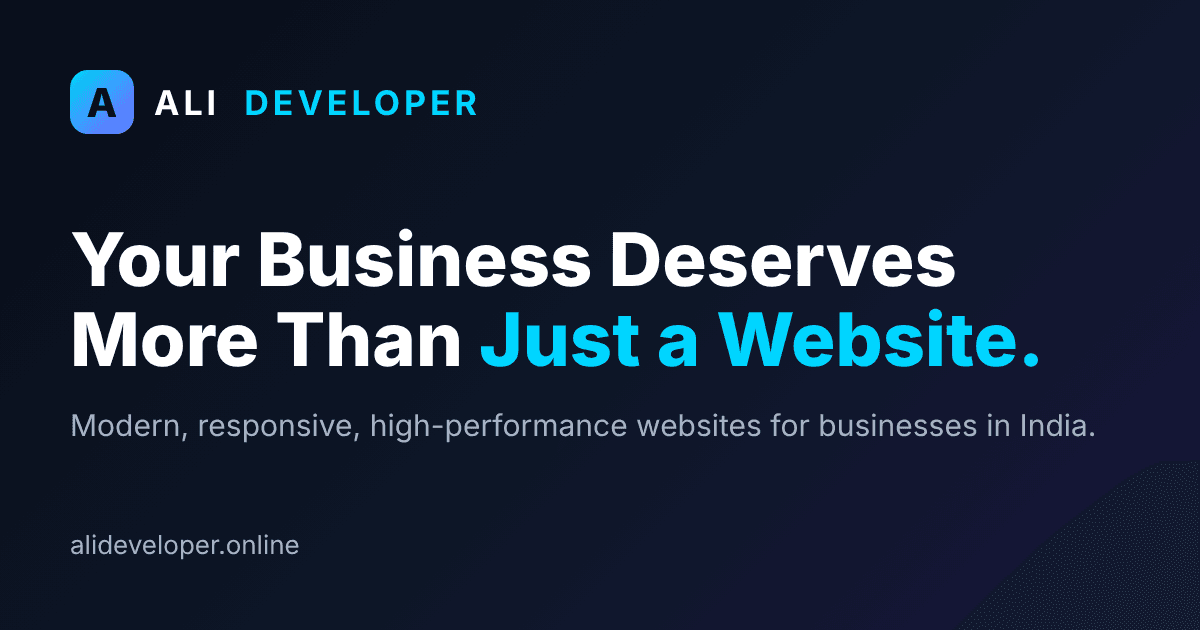 A ALI DEVELOPER
Your Business Deserves
More Than Just a Website.
Modern, responsive, high-performance websites for businesses in India.
alideveloper.online